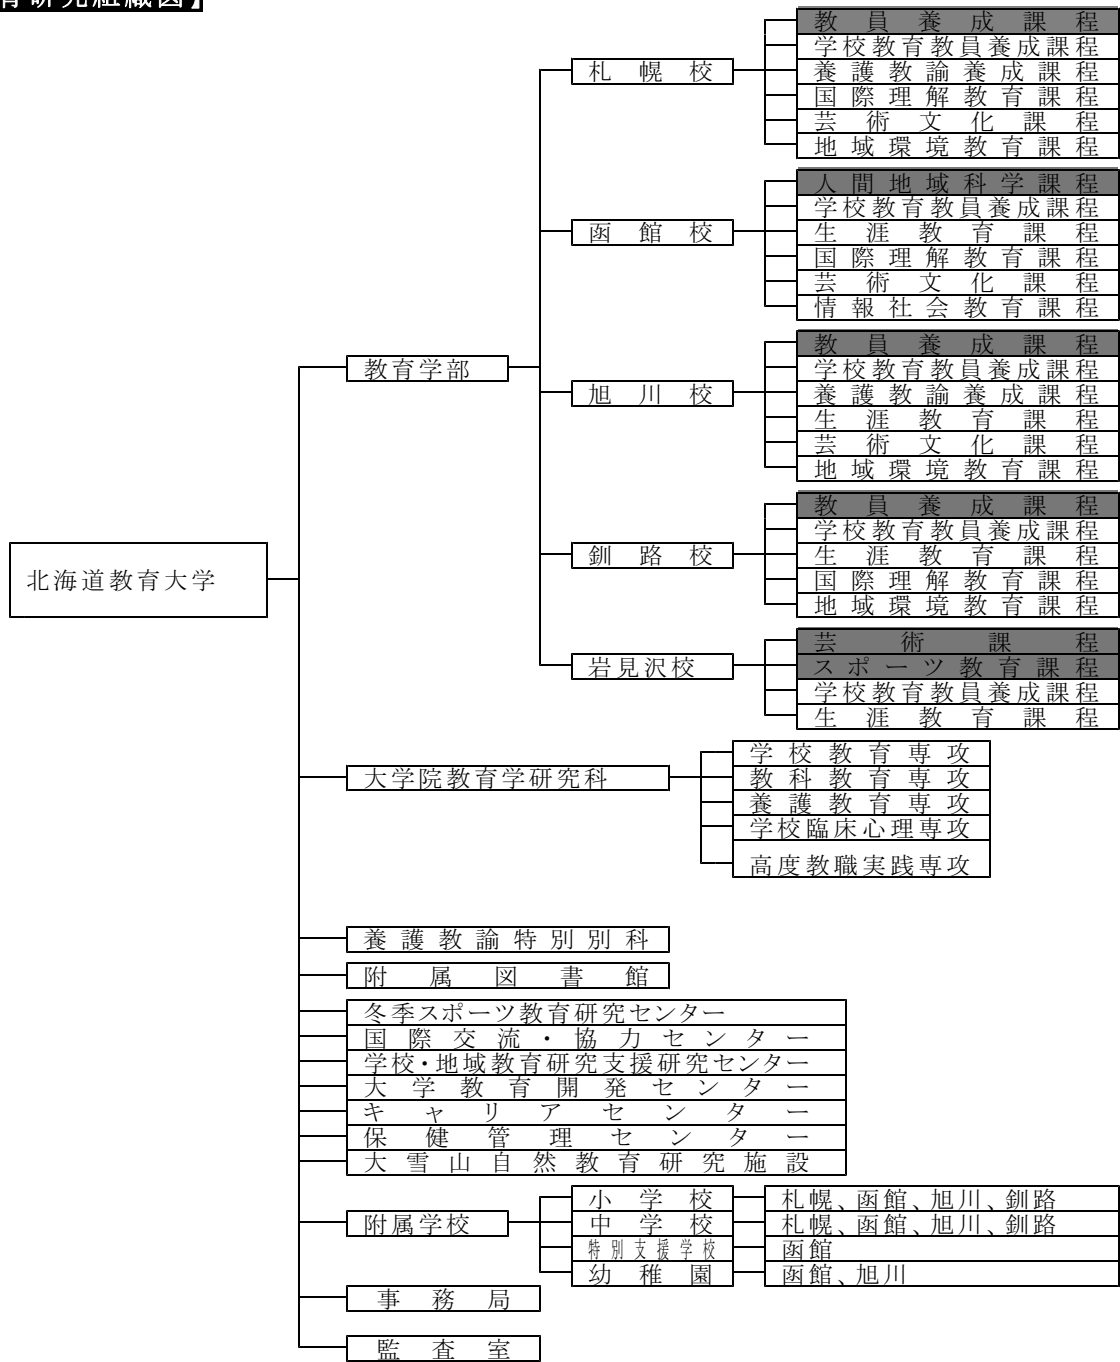 育研究組織図】
教員養成課程
学校教育教員養成課程
札幌校
養護教諭養成課程
国際理解教育課程
芸術文化課程
地域環境教育課程
人間地域科学課程
学校教育教員養成課程
函館校
生涯教育課程
国際理解教育課程
芸術文化課程
情報社会教育課程
教員養成課程
教育学部
学校教育教員養成課程
旭川校
養護教諭養成課程
生涯教育課程
芸術文化課程
地域環境教育課程
教員養成課程
学校教育教員養成課程
釧路校
生涯教育課程
北海道教育大学
国際理解教育課程
地域環境教育課程
芸術課程
岩見沢校
スポーツ教育課程
学校教育教員養成課程
生涯教育課程
学校教育専攻
大学院教育学研究科
教科教育専攻
養護教育専攻
学校臨床心理専攻
高度教職実践専攻
養護教諭特別別科
附属図書館
冬季スポーツ教育研究センター
国際交流・協力センター
学校・地域教育研究支援研究センター
大学教育開発センター
キャリアセンター
保健管理センター
大雪山自然教育研究施設
小学校 札幌、函館、旭川、釧路
附属学校 中学校 札幌、函館、旭川、釧路
特別支援学校 函館
幼稚園 函館、旭川
事務局
監査室